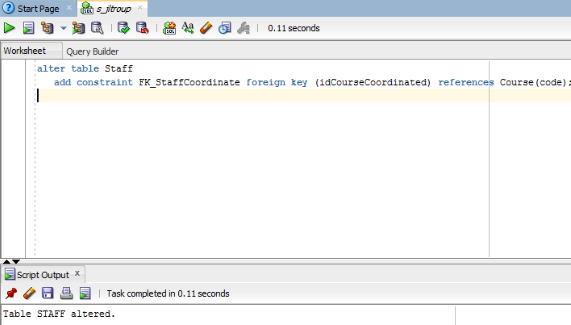 Start Page
s_jltroup
0.11 seconds
Worksheet
Query Builder
alter table Staff
add constraint FK_StaffCoordinate foreign key (idCourseCoordinated) references Course(code);
Script Output
Task completed in 0.11 seconds
Table STAFF altered.